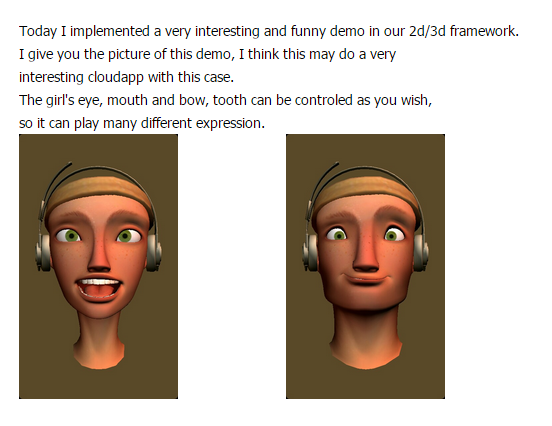 Today I implemented a very interesting and funny demo in our 2d/3d framework.
I give you the picture of this demo, I think this may do a very
interesting cloudapp with this case.
The girl's eye, mouth and bow, tooth can be controled as you wish,
so it can play many different expression.